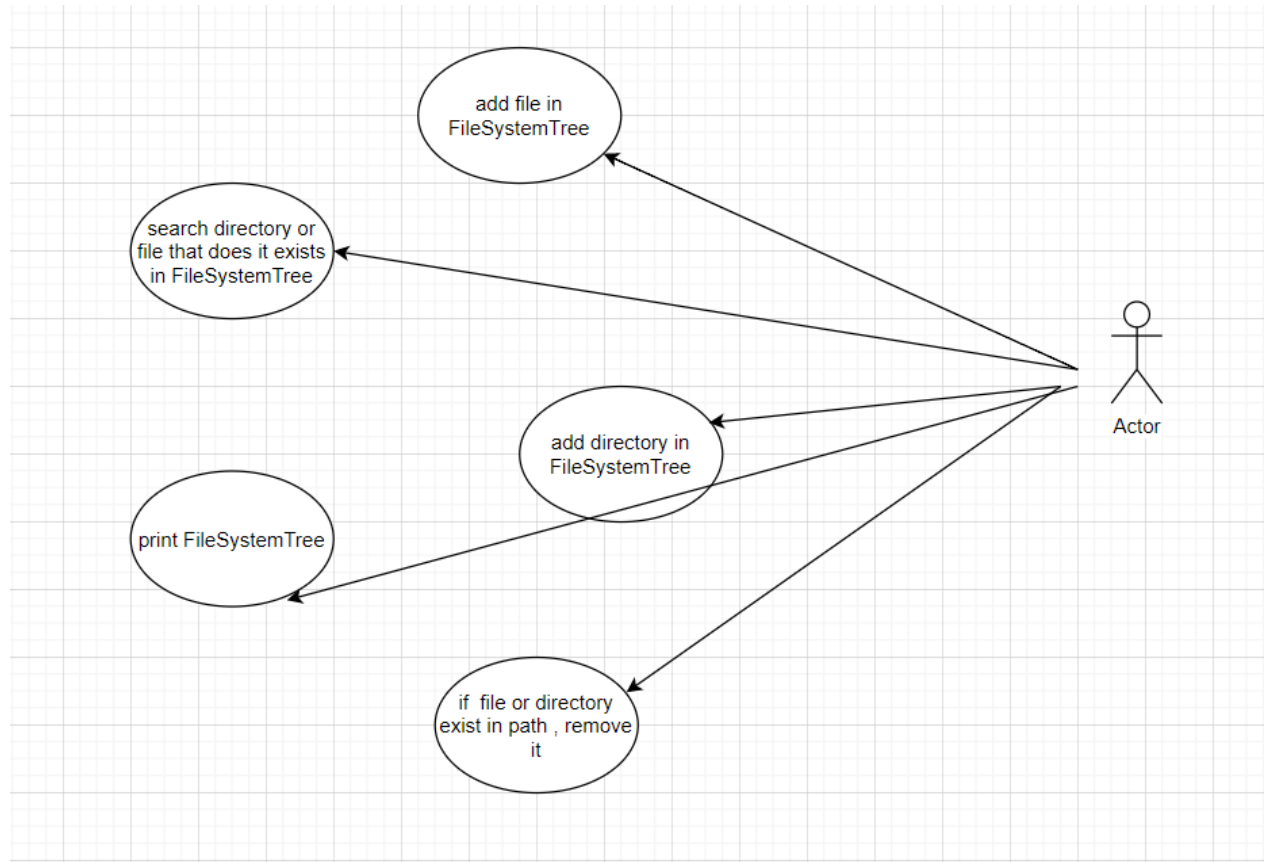 add file in
FileSystemTree
search directory or
file that does it exists
in FileSystemTree
Actor
add directory in
FileSystemTree
print FileSystemTree
if file or directory
exist in path , remove
it